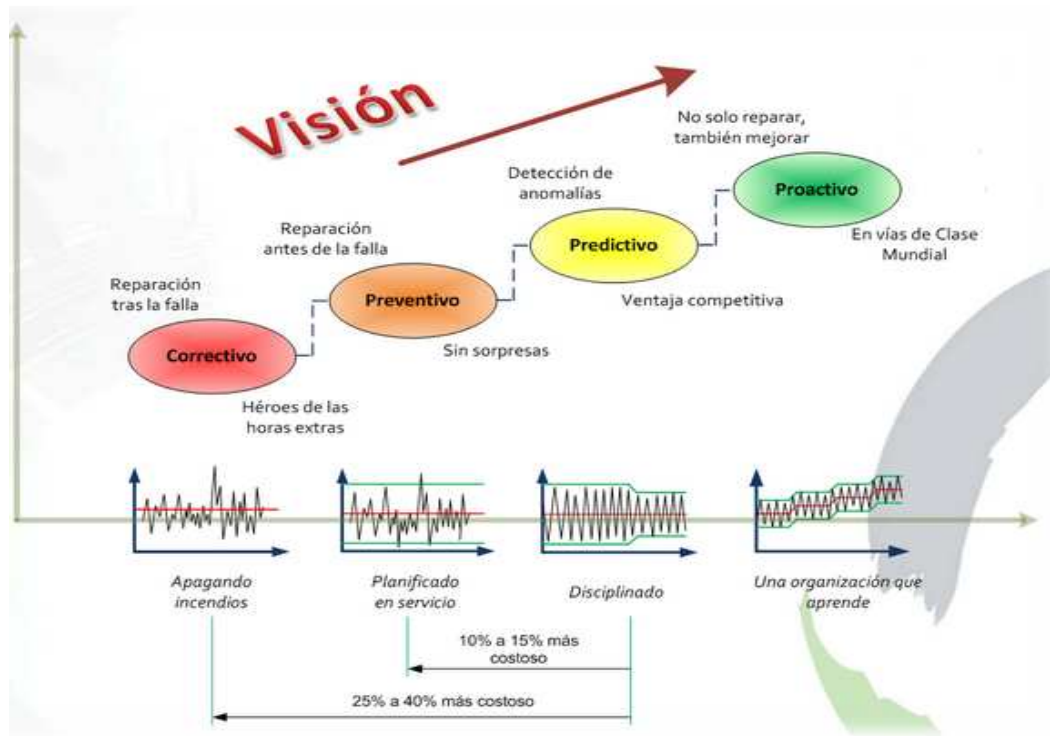 Visión
No solo reparar,
también mejorar
Proactivo
En vías de Clase
Mundial
Detección de
anomalías
Predictivo
Ventaja competitiva
Reparación
antes de la falla
Preventivo
Sin sorpresas
Reparación
tras la falla
Correctivo
Héroes de las
horas extras
Apagando
incendios
Planificado
en servicio
Disciplinado
Una organización que
aprende
10% a 15% más
costoso
25% a 40% más costoso